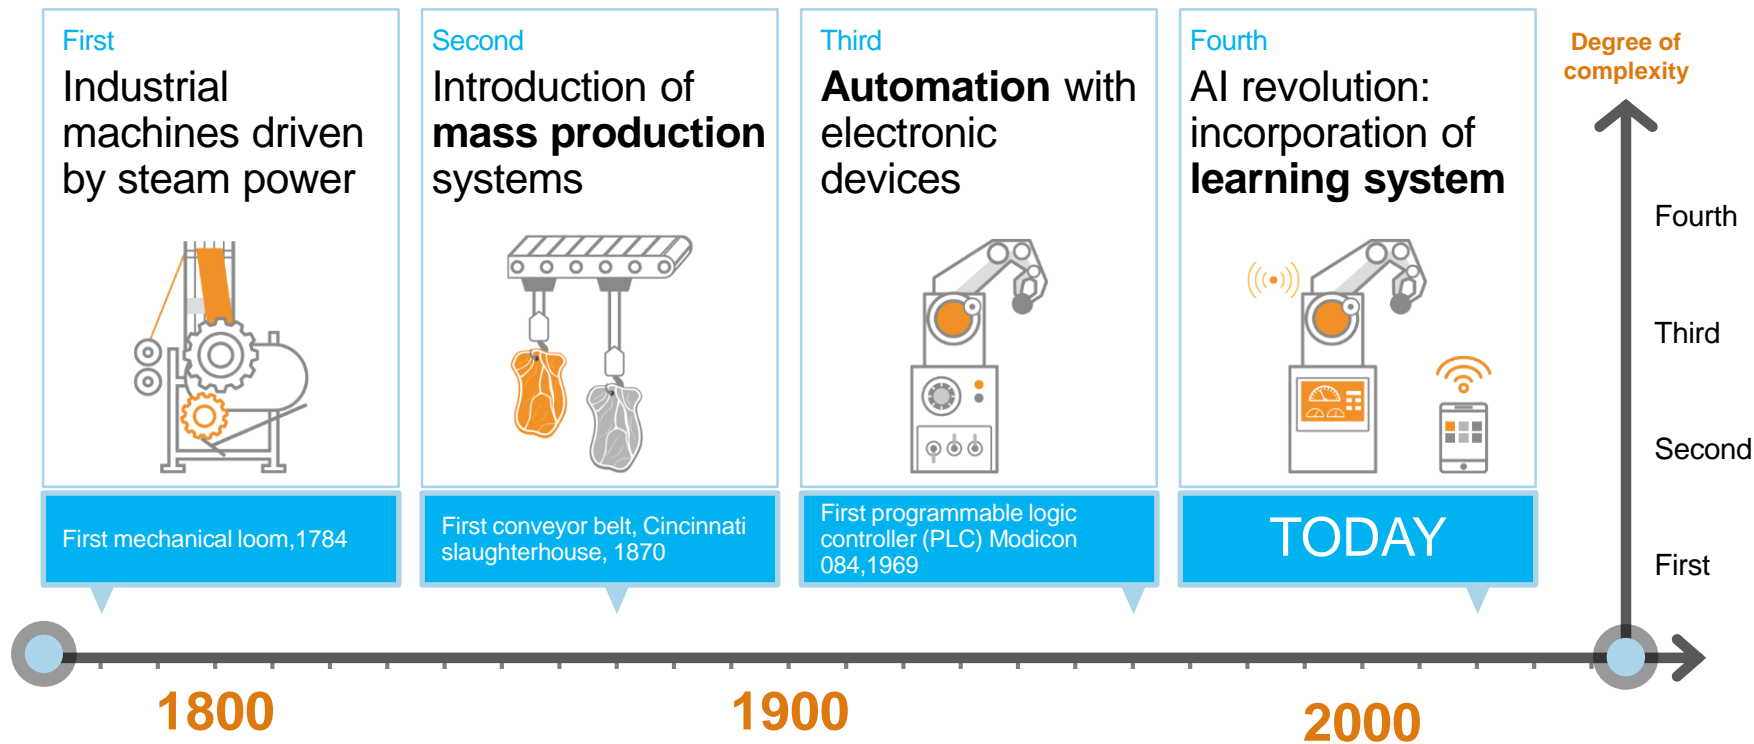 First
Industrial
machines driven
by steam power
First mechanical loom,1784
Second
Introduction of
mass production
systems
First conveyor belt, Cincinnati
slaughterhouse, 1870
Third
Automation with
electronic
devices
First programmable logic
controller (PLC) Modicon
084,1969
Fourth
AI revolution:
incorporation of
learning system
TODAY
Degree of
complexity
Fourth
Third
Second
First
1800
1900
2000